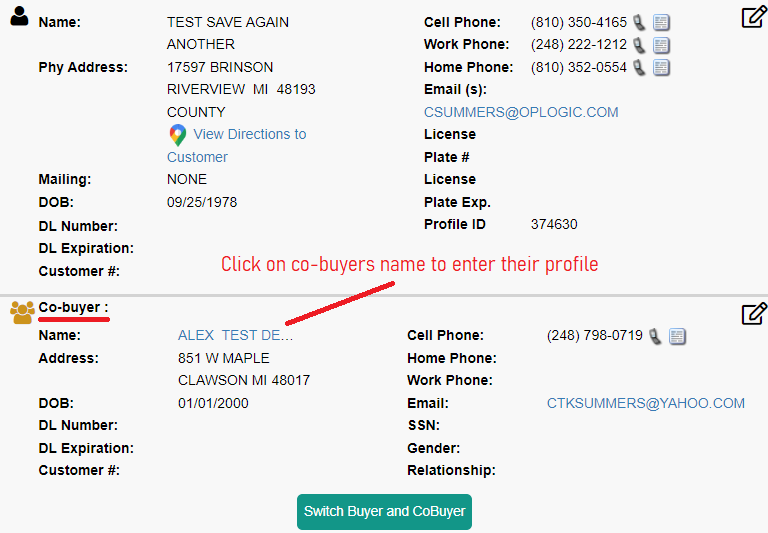 Name: TEST SAVE AGAIN Cell Phone: (810) 350-4165
ANOTHER Work Phone: (248) 222-1212
Phy Address: 17597 BRINSON Home Phone: (810) 352-0554
RIVERVIEW MI 48193 Email (s):
COUNTY CSUMMERS@OPLOGIC.COM
View Directions to License
Customer Plate #
Mailing: NONE License
DOB: 09/25/1978 Plate Exp.
DL Number: Profile ID 374630
DL Expiration:
Customer #:
Click on co-buyers name to enter their profile
Co-buyer :
Name: ALEX TEST DE... Cell Phone: (248) 798-0719
Address: 851 W MAPLE Home Phone:
CLAWSON MI 48017 Work Phone:
DOB: 01/01/2000 Email: CTKSUMMERS@YAHOO.COM
DL Number: SSN:
DL Expiration: Gender:
Customer #: Relationship:
Switch Buyer and CoBuyer